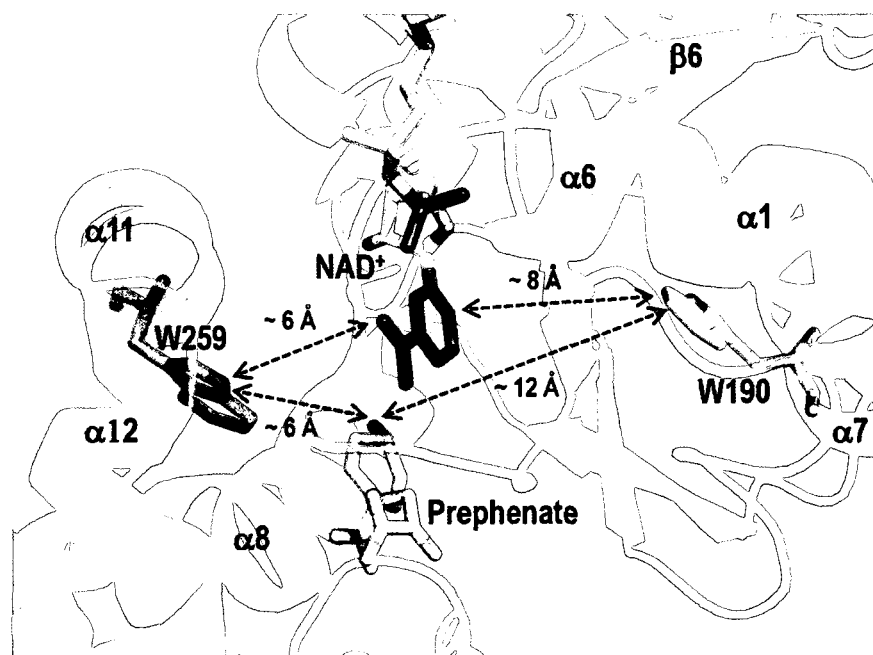 β6
α6
α1
α11
NAD⁺
~ 8 Å
~ 6 Å
W259
~ 12 Å
W190
α12
~ 6 Å
α7
Prephenate
α8